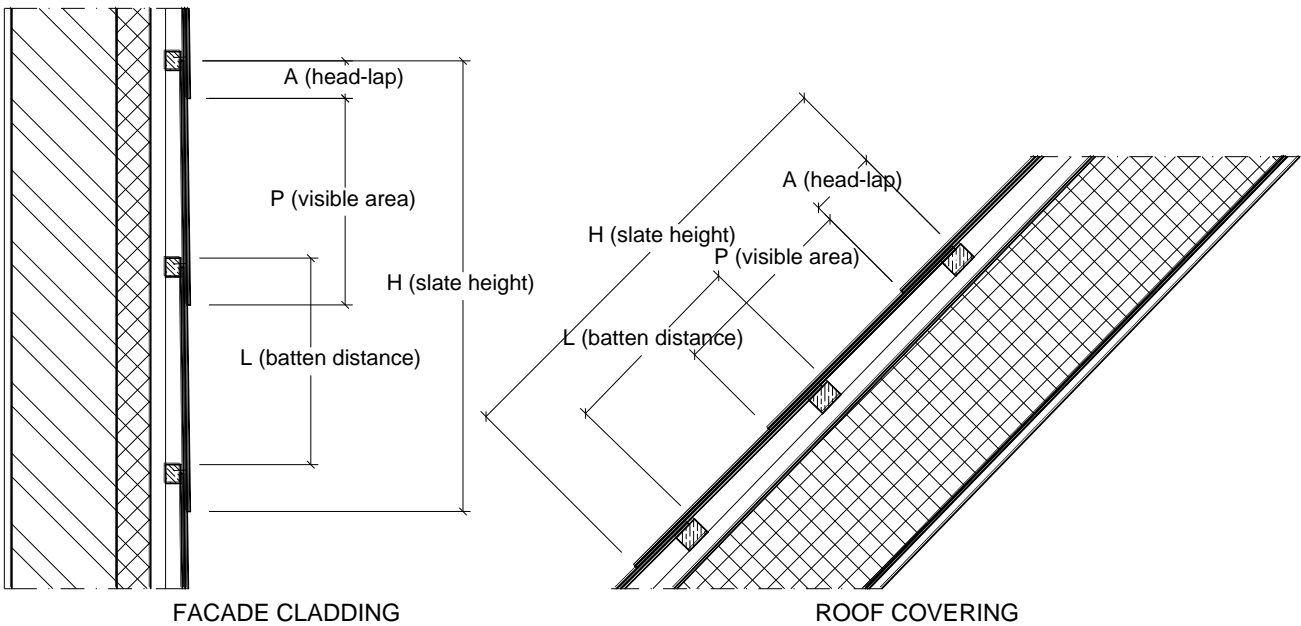 A (head-lap)
P (visible area)
H (slate height)
L (batten distance)
FACADE CLADDING
A (head-lap)
H (slate height)
P (visible area)
L (batten distance)
ROOF COVERING